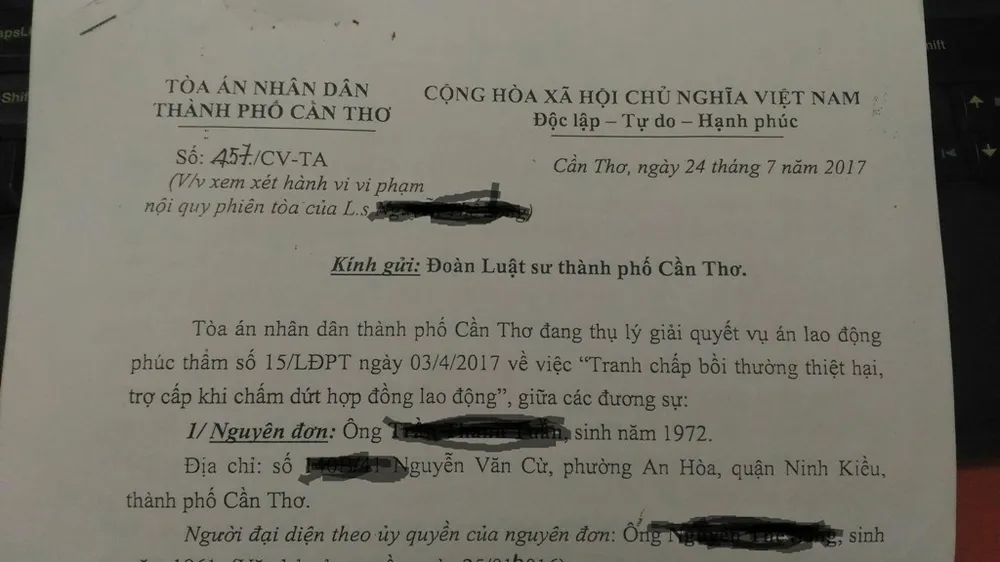 TÒA ÁN NHÂN DÂN
THÀNH PHỐ CẦN THƠ
CỘNG HÒA XÃ HỘI CHỦ NGHĨA VIỆT NAM
Độc lập – Tự do – Hạnh phúc
Số: 457/CV-TA
(V/v xem xét hành vi vi phạm
nội quy phiên tòa của L.s
Cần Thơ, ngày 24 tháng 7 năm 2017
Kính gửi: Đoàn Luật sư thành phố Cần Thơ.
Tòa án nhân dân thành phố Cần Thơ đang thụ lý giải quyết vụ án lao động
phúc thẩm số 15/LĐPT ngày 03/4/2017 về việc “Tranh chấp bồi thường thiệt hại,
trợ cấp khi chấm dứt hợp đồng lao động”, giữa các đương sự:
1/ Nguyên đơn: Ông , sinh năm 1972.
Địa chỉ: số Nguyễn Văn Cừ, phường An Hòa, quận Ninh Kiều,
thành phố Cần Thơ.
Người đại diện theo ủy quyền của nguyên đơn: Ông , sinh